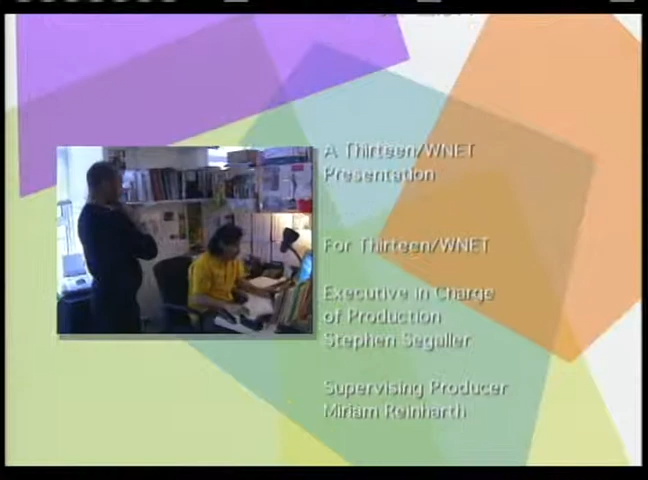 A Thirteen/WNET
Presentation
For Thirteen/WNET
Executive in Charge
of Production
Stephen Segaller
Supervising Producer
Miriam Reinharth